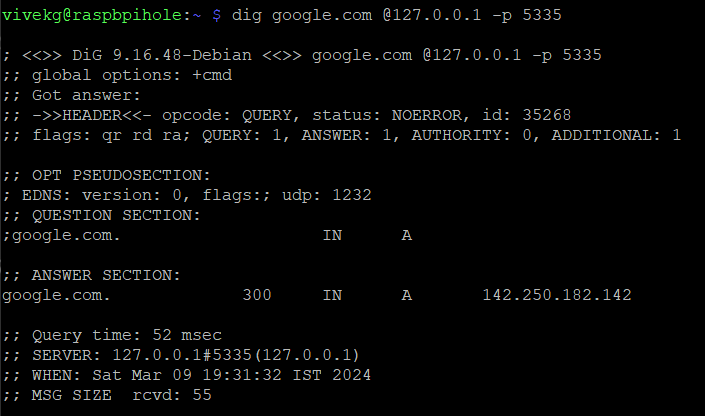 vivekg@raspbpihole:~ $ dig google.com @127.0.0.1 -p 5335
; <<>> DiG 9.16.48-Debian <<>> google.com @127.0.0.1 -p 5335
;; global options: +cmd
;; Got answer:
;; ->>HEADER<<- opcode: QUERY, status: NOERROR, id: 35268
;; flags: qr rd ra; QUERY: 1, ANSWER: 1, AUTHORITY: 0, ADDITIONAL: 1
;; OPT PSEUDOSECTION:
; EDNS: version: 0, flags:; udp: 1232
;; QUESTION SECTION:
;google.com. IN A
;; ANSWER SECTION:
google.com. 300 IN A 142.250.182.142
;; Query time: 52 msec
;; SERVER: 127.0.0.1#5335(127.0.0.1)
;; WHEN: Sat Mar 09 19:31:32 IST 2024
;; MSG SIZE rcvd: 55